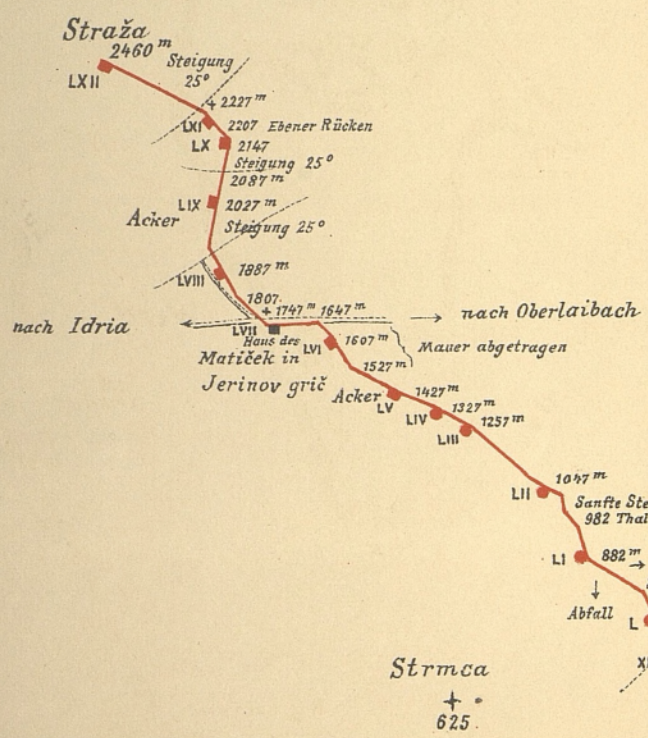 Straža
2460 m
LXII
Steigung
25°
+ 2227 m
LXI
2207 Ebener Rücken
LX
2147
Steigung 25°
2087 m
LIX
2027 m
Acker
Steigung 25°
LVIII
1887 m
1807
1747 m
1647 m
nach Idria
nach Oberlaibach
LVII
Haus des
Matiček in
Jerinov grič
LVI
1607 m
Mauer abgetragen
1527 m
Acker
LV
1427 m
LIV
1327 m
LIII
1257 m
LII
1047 m
Sanfte Ste
982 Thal
LI
882 m
Abfall
L
Strmca
625